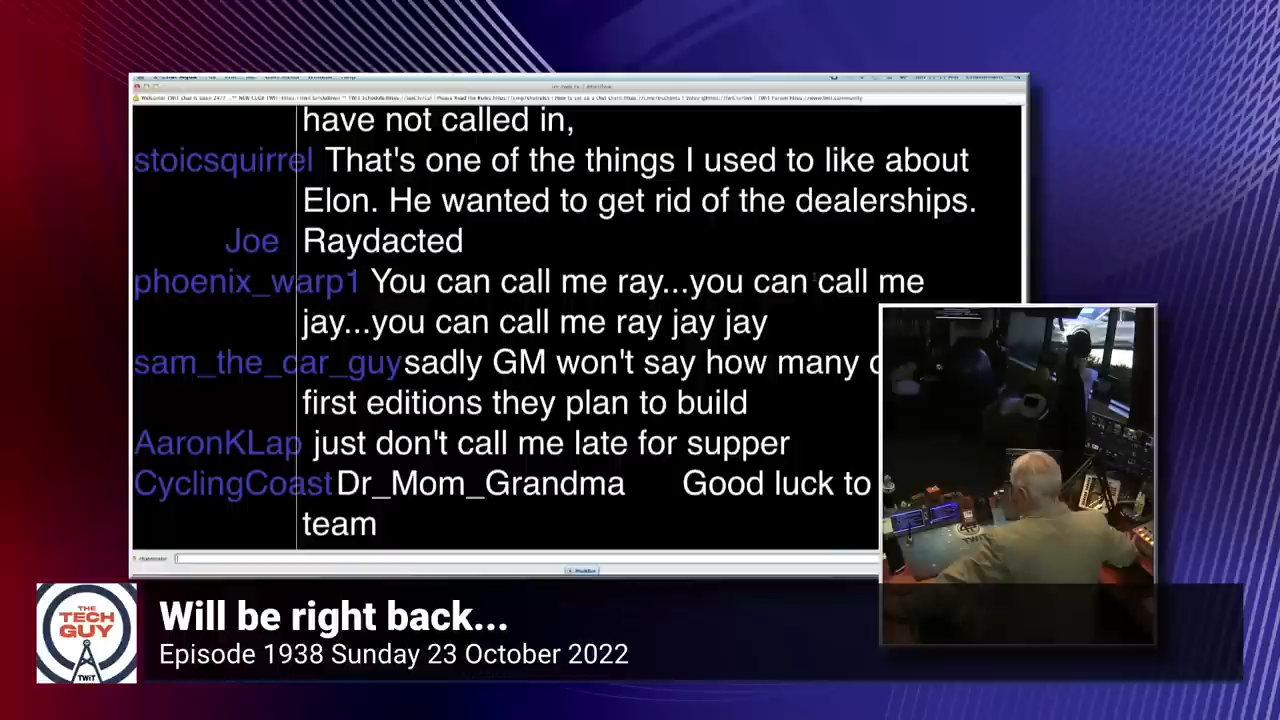 have not called in,
stoicsquirrel That's one of the things I used to like about
Elon. He wanted to get rid of the dealerships.
Joe Raydacted
phoenix_warp1 You can call me ray...you can call me
jay...you can call me ray jay jay
sam_the_car_guy sadly GM won't say how many
first editions they plan to build
AaronKLap just don't call me late for supper
CyclingCoast Dr_Mom_Grandma Good luck to
team
THE
TECH
GUY
TWiT
Will be right back...
Episode 1938 Sunday 23 October 2022